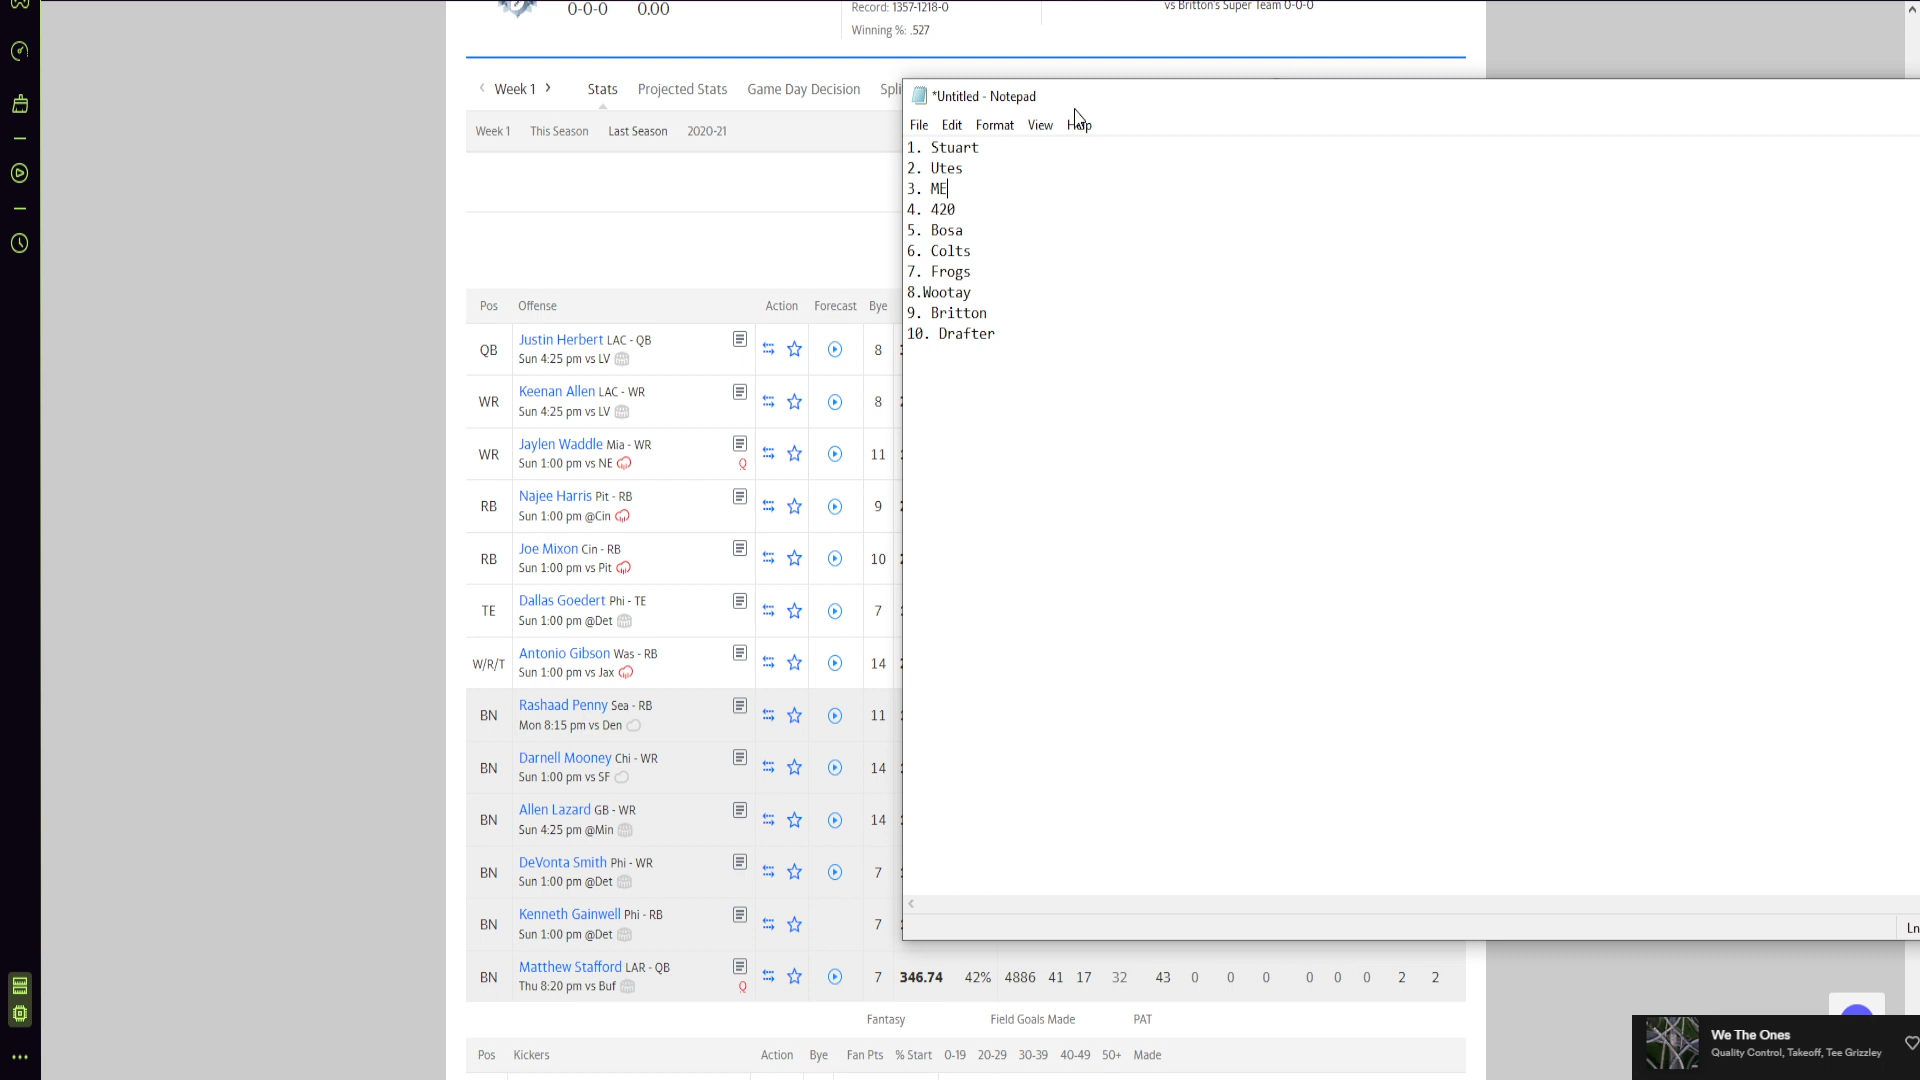 0-0-0 0.00
Record: 1357-1218-0
Winning %: .527
vs Britton's Super Team 0-0-0
Week 1 Stats Projected Stats Game Day Decision
Week 1 This Season Last Season 2020-21
Pos Offense Action Forecast Bye
QB Justin Herbert LAC - QB 8
Sun 4:25 pm vs LV
WR Keenan Allen LAC - WR 8
Sun 4:25 pm vs LV
WR Jaylen Waddle Mia - WR 11
Sun 1:00 pm vs NE Q
RB Najee Harris Pit - RB 9
Sun 1:00 pm @Cin
RB Joe Mixon Cin - RB 10
Sun 1:00 pm vs Pit
TE Dallas Goedert Phi - TE 7
Sun 1:00 pm @Det
W/R/T Antonio Gibson Was - RB 14
Sun 1:00 pm vs Jax
BN Rashaad Penny Sea - RB 11
Mon 8:15 pm vs Den
BN Darnell Mooney Chi - WR 14
Sun 1:00 pm vs SF
BN Allen Lazard GB - WR 14
Sun 4:25 pm @Min
BN DeVonta Smith Phi - WR 7
Sun 1:00 pm @Det
BN Kenneth Gainwell Phi - RB 7
Sun 1:00 pm @Det
BN Matthew Stafford LAR - QB 7 346.74 42% 4886 41 17 32 43 0 0 0 0 0 0 2 2
Thu 8:20 pm vs Buf Q
Fantasy Field Goals Made PAT
Pos Kickers Action Bye Fan Pts % Start 0-19 20-29 30-39 40-49 50+ Made
*Untitled - Notepad
File Edit Format View Help
1. Stuart
2. Utes
3. ME
4. 420
5. Bosa
6. Colts
7. Frogs
8.Wootay
9. Britton
10. Drafter
Ln
We The Ones
Quality Control, Takeoff, Tee Grizzley